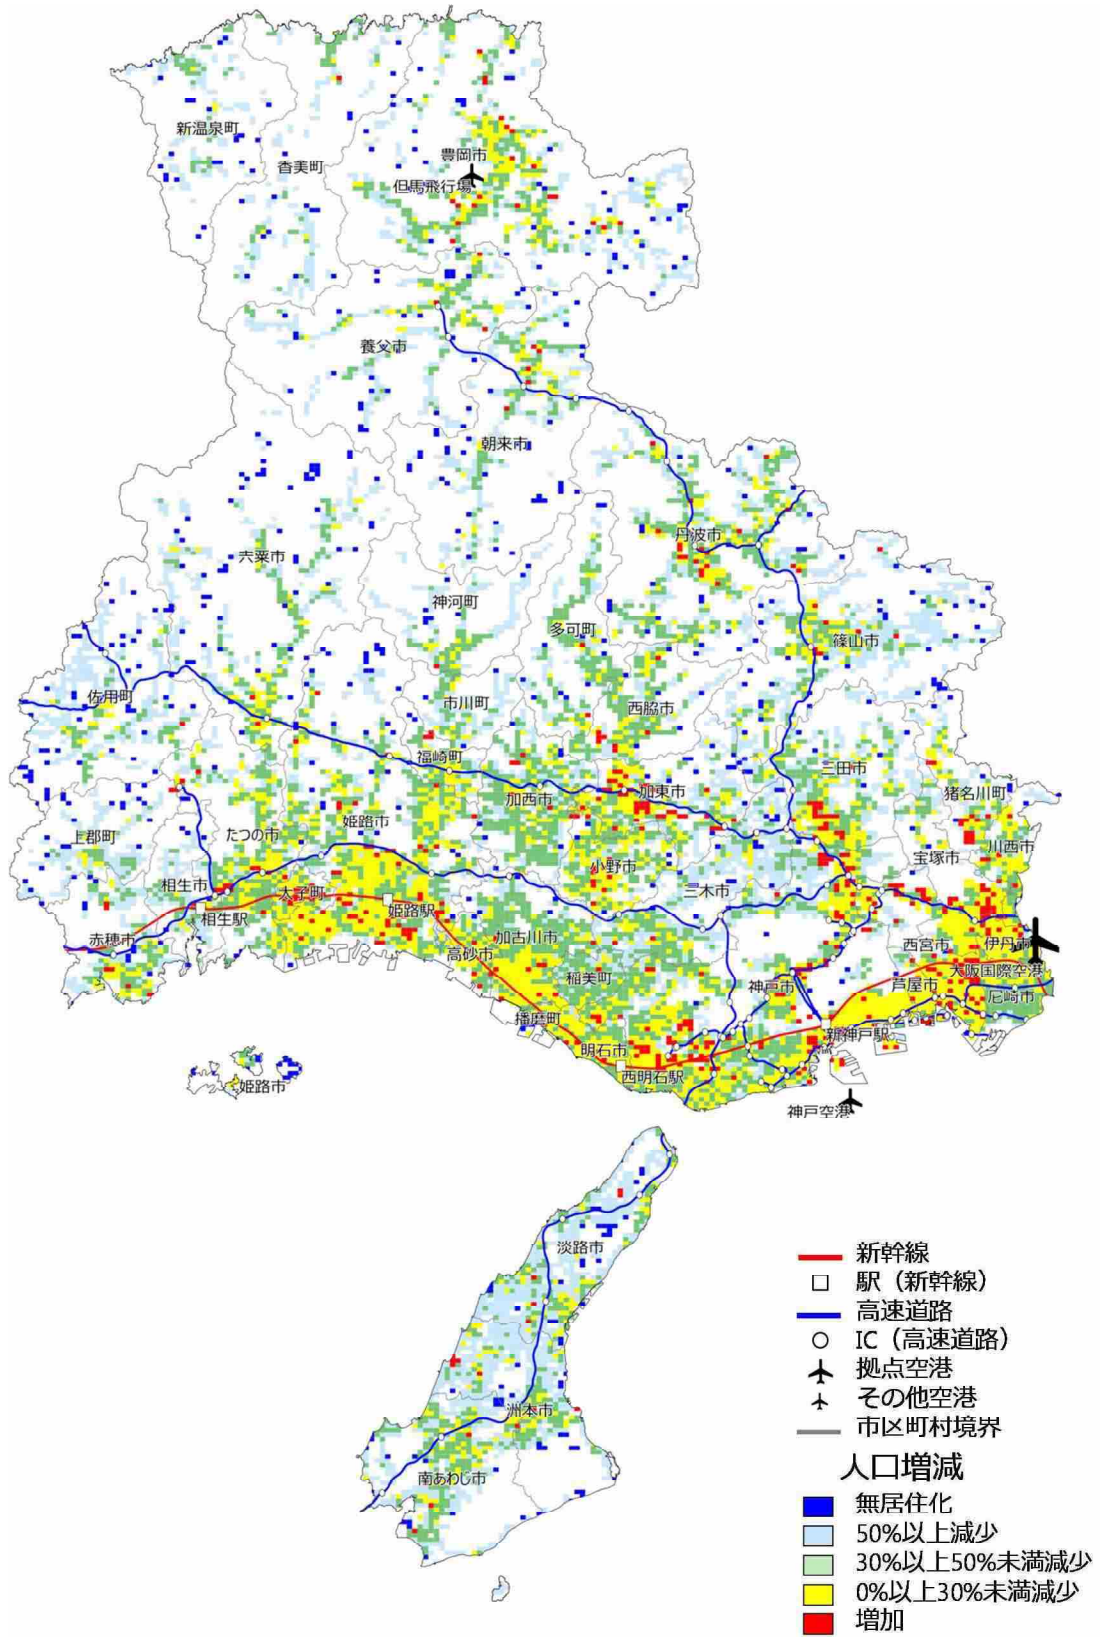 新温泉町
香美町
豊岡市
但馬飛行場
養父市
朝来市
丹波市
宍粟市
神河町
多可町
篠山市
佐用町
市川町
西脇市
福崎町
三田市
加西市
加東市
猪名川町
上郡町
たつの市
姫路市
小野市
宝塚市
川西市
相生市
太子町
三木市
相生駅
姫路駅
赤穂市
加古川市
西宮市
伊丹市
高砂市
稲美町
大阪国際空港
神戸市
芦屋市
尼崎市
播磨町
新神戸駅
明石市
西明石駅
姫路市
神戸空港
淡路市
洲本市
南あわじ市
新幹線
駅（新幹線）
高速道路
IC（高速道路）
拠点空港
その他空港
市区町村境界
人口増減
無居住化
50%以上減少
30%以上50%未満減少
0%以上30%未満減少
増加